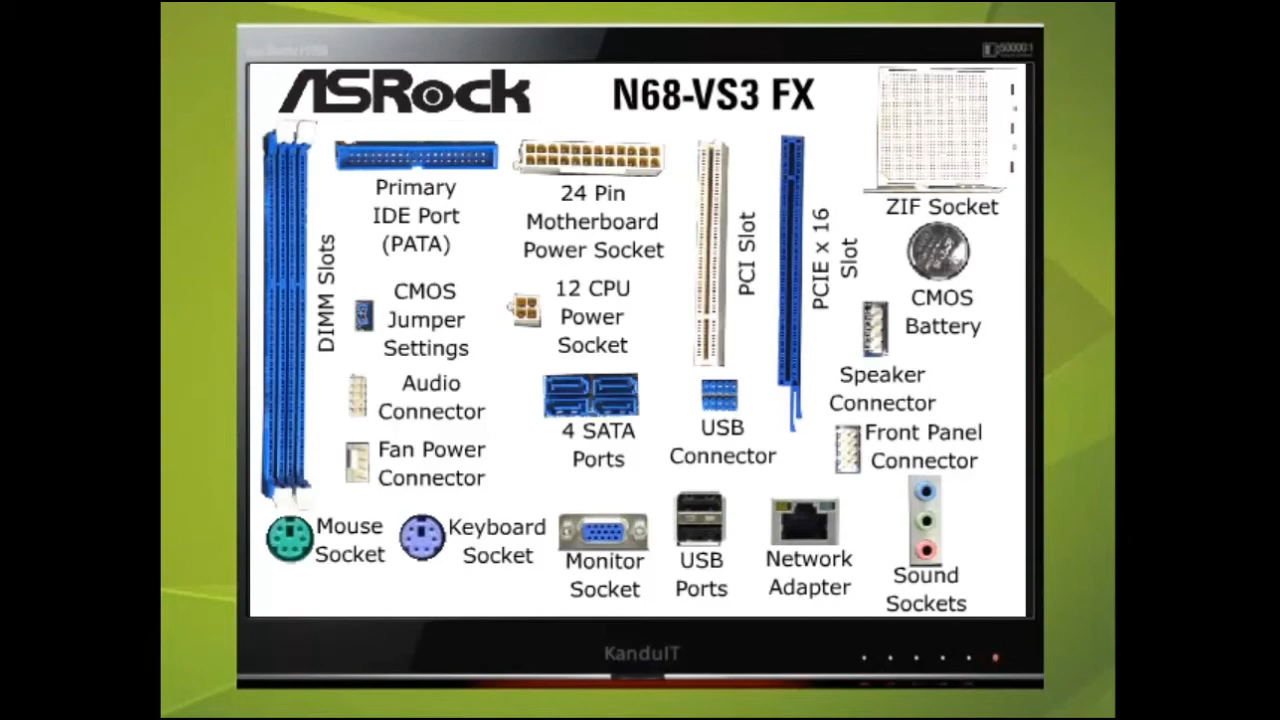 ASRock
N68-VS3 FX
Primary
IDE Port
(PATA)
24 Pin
Motherboard
Power Socket
DIMM Slots
PCI Slot
PCIE x 16
Slot
ZIF Socket
CMOS
Jumper
Settings
12 CPU
Power
Socket
CMOS
Battery
Audio
Connector
4 SATA
Ports
USB
Connector
Speaker
Connector
Fan Power
Connector
Front Panel
Connector
Mouse
Socket
Keyboard
Socket
Monitor
Socket
USB
Ports
Network
Adapter
Sound
Sockets
KanduIT